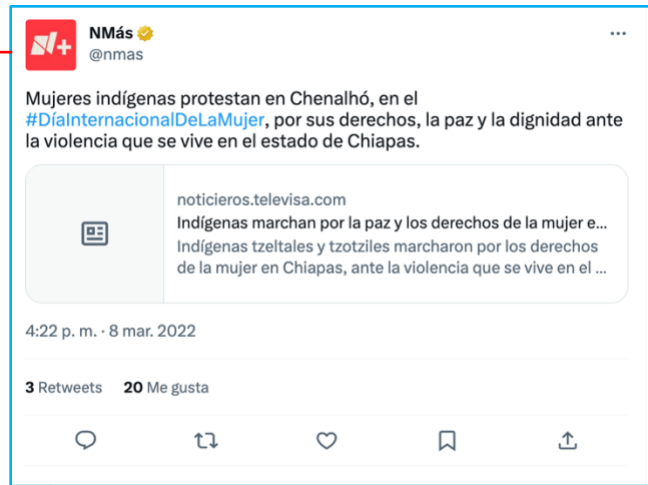 NMás
@nmas
Mujeres indígenas protestan en Chenalhó, en el
#DíaInternacionalDeLaMujer, por sus derechos, la paz y la dignidad ante
la violencia que se vive en el estado de Chiapas.
noticieros.televisa.com
Indígenas marchan por la paz y los derechos de la mujer e...
Indígenas tzeltales y tzotziles marcharon por los derechos
de la mujer en Chiapas, ante la violencia que se vive en el ...
4:22 p. m. · 8 mar. 2022
3 Retweets 20 Me gusta